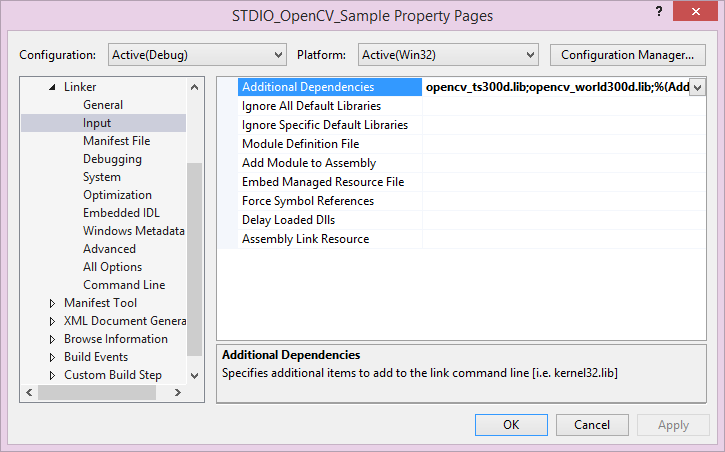 STDIO_OpenCV_Sample Property Pages
? ×
Configuration: Active(Debug) Platform: Active(Win32) Configuration Manager...
Linker
General
Input
Manifest File
Debugging
System
Optimization
Embedded IDL
Windows Metadata
Advanced
All Options
Command Line
Manifest Tool
XML Document Genera
Browse Information
Build Events
Custom Build Step
Additional Dependencies opencv_ts300d.lib;opencv_world300d.lib;%(Add
Ignore All Default Libraries
Ignore Specific Default Libraries
Module Definition File
Add Module to Assembly
Embed Managed Resource File
Force Symbol References
Delay Loaded Dlls
Assembly Link Resource
Additional Dependencies
Specifies additional items to add to the link command line [i.e. kernel32.lib]
OK Cancel Apply